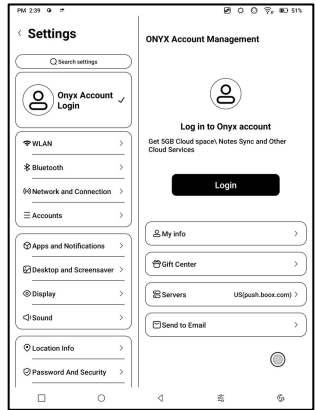 PM 2:39
51%
Settings
Search settings
Onyx Account
Login
WLAN
Bluetooth
Network and Connection
Accounts
Apps and Notifications
Desktop and Screensaver
Display
Sound
Location Info
Password And Security
ONYX Account Management
Log in to Onyx account
Get 5GB Cloud space\ Notes Sync and Other
Cloud Services
Login
My info
Gift Center
Servers US(push.boox.com)
Send to Email